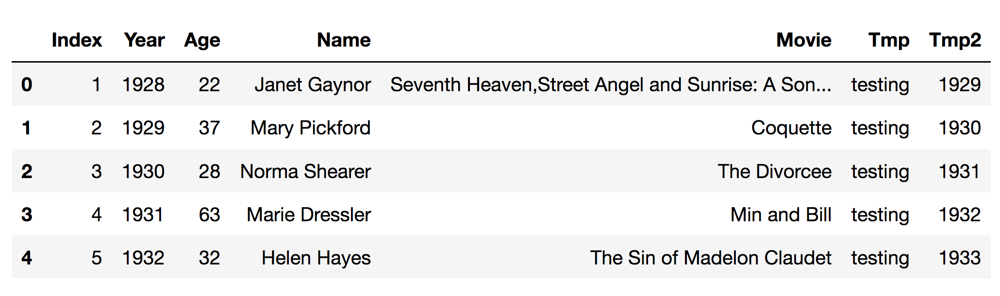 Index Year Age Name Movie Tmp Tmp2
0 1 1928 22 Janet Gaynor Seventh Heaven,Street Angel and Sunrise: A Son... testing 1929
1 2 1929 37 Mary Pickford Coquette testing 1930
2 3 1930 28 Norma Shearer The Divorcee testing 1931
3 4 1931 63 Marie Dressler Min and Bill testing 1932
4 5 1932 32 Helen Hayes The Sin of Madelon Claudet testing 1933